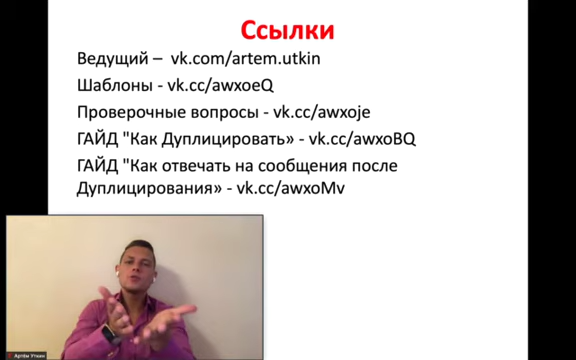 Ссылки
Ведущий – vk.com/artem.utkin
Шаблоны - vk.cc/awxoeQ
Проверочные вопросы - vk.cc/awxoje
ГАЙД "Как Дуплицировать» - vk.cc/awxoBQ
ГАЙД "Как отвечать на сообщения после
Дуплицирования» - vk.cc/awxoMv
Артём Уткин